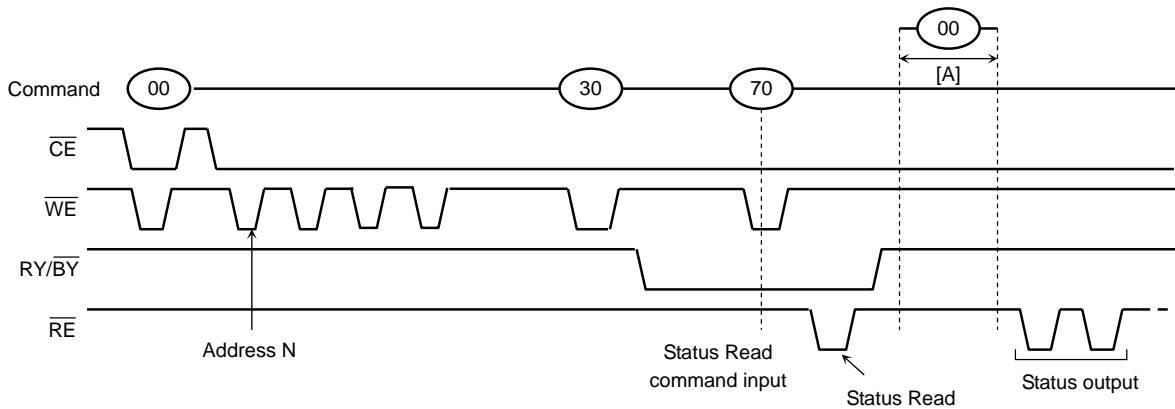 00
[A]
Command
00
30
70
CE
WE
RY/BY
RE
Address N
Status Read
command input
Status Read
Status output